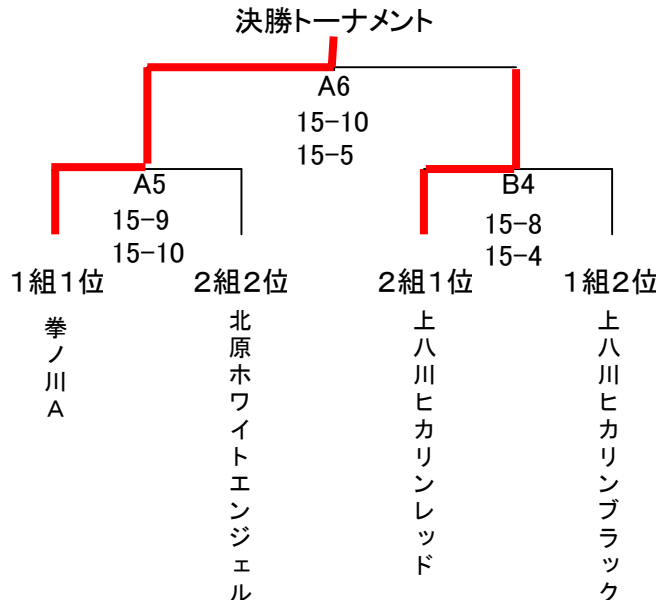 決勝トーナメント
A6
15-10
15-5
A5
15-9
15-10
B4
15-8
15-4
1組1位
2組2位
2組1位
1組2位
拳ノ川A
北原ホワイトエンジェル
上八川ヒカリンレッド
上八川ヒカリンブラック